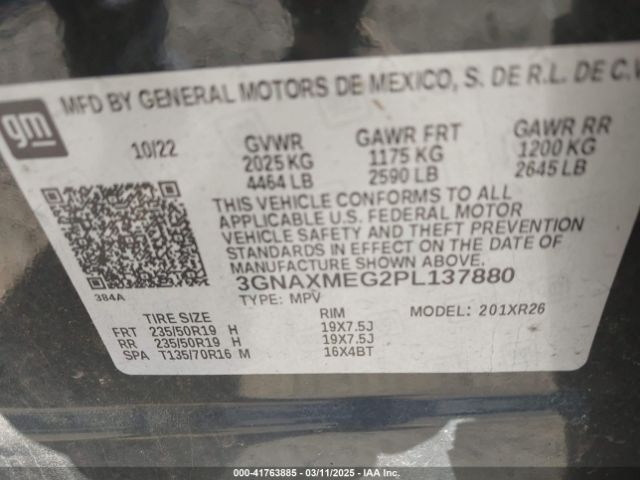 MFD BY GENERAL MOTORS DE MEXICO, S. DE R.L. DE C.V
gm
10/22 GVWR GAWR FRT GAWR RR
2025 KG 1175 KG 1200 KG
4464 LB 2590 LB 2645 LB
THIS VEHICLE CONFORMS TO ALL
APPLICABLE U.S. FEDERAL MOTOR
VEHICLE SAFETY AND THEFT PREVENTION
STANDARDS IN EFFECT ON THE DATE OF
MANUFACTURE SHOWN ABOVE.
3GNAXMEG2PL137880
384A
TYPE: MPV MODEL: 201XR26
TIRE SIZE RIM
FRT 235/50R19 H 19X7.5J
RR 235/50R19 H 19X7.5J
SPA T135/70R16 M 16X4BT
000-41763885 - 03/11/2025 - IAA Inc.